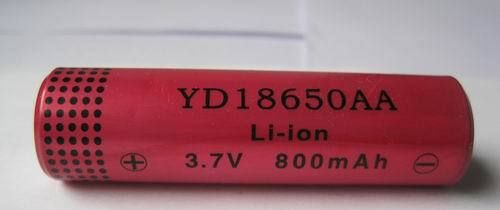 YD18650AA
Li-ion
+ 3.7V 800mAh -